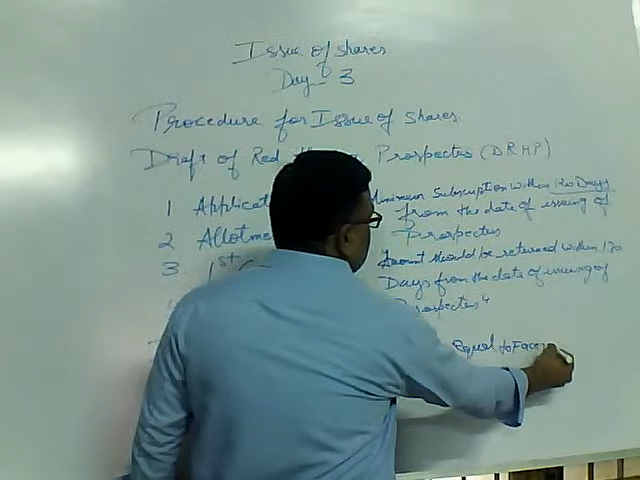 Issue of shares
Day - 3
Procedure for Issue of shares
Draft of Red Prospectus (DRHP)
1 Applicat Minimum Subscription within 120 Days
from the date of issuing of
2 Allotme Prospectus
3 1st Amount should be returned within 130
Days from the date of issuing of
Prospectus"
Equal to Face